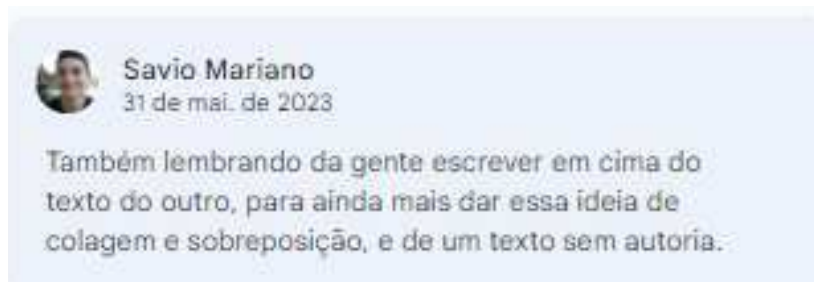 Savio Mariano
31 de mai. de 2023
Também lembrando da gente escrever em cima do
texto do outro, para ainda mais dar essa ideia de
colagem e sobreposição, e de um texto sem autoria.